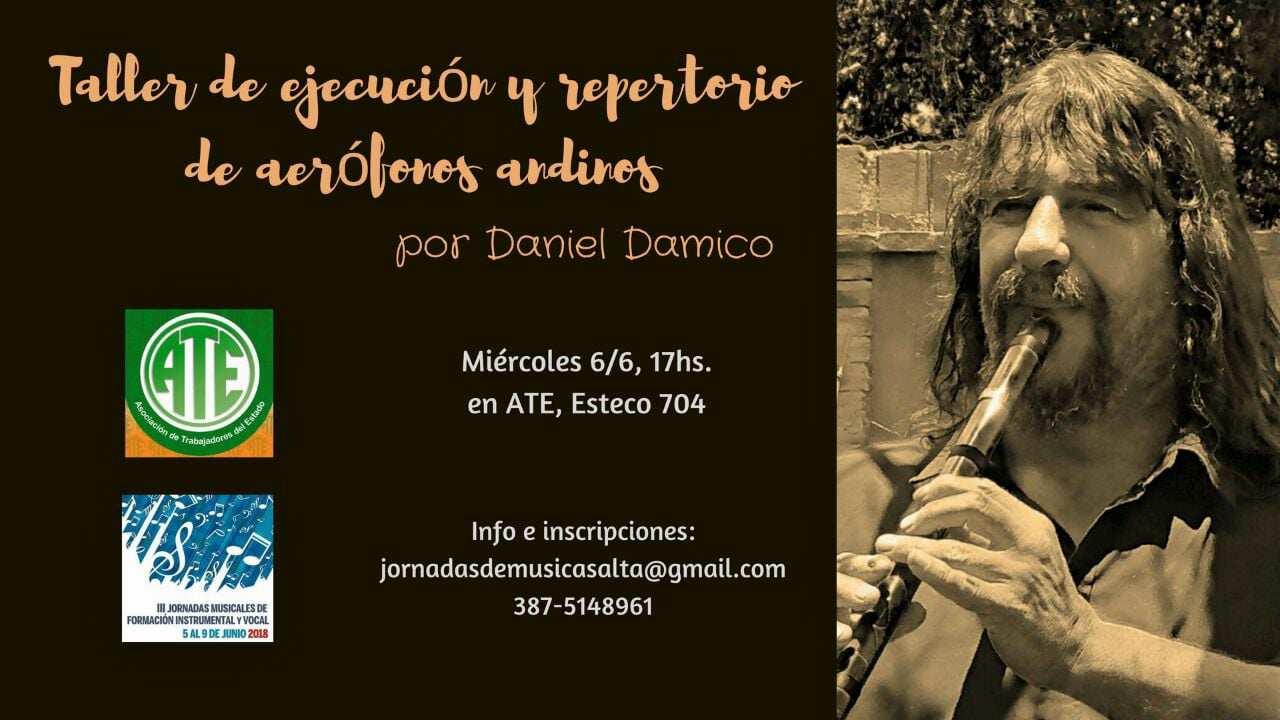 Taller de ejecución y repertorio
de aerófonos andinos
por Daniel Damico
ATE
Asociación de Trabajadores del Estado
Miércoles 6/6, 17hs.
en ATE, Esteco 704
III JORNADAS MUSICALES DE
FORMACIÓN INSTRUMENTAL y VOCAL
5 AL 9 DE JUNIO 2018
Info e inscripciones:
jornadasdemusicasalta@gmail.com
387-5148961